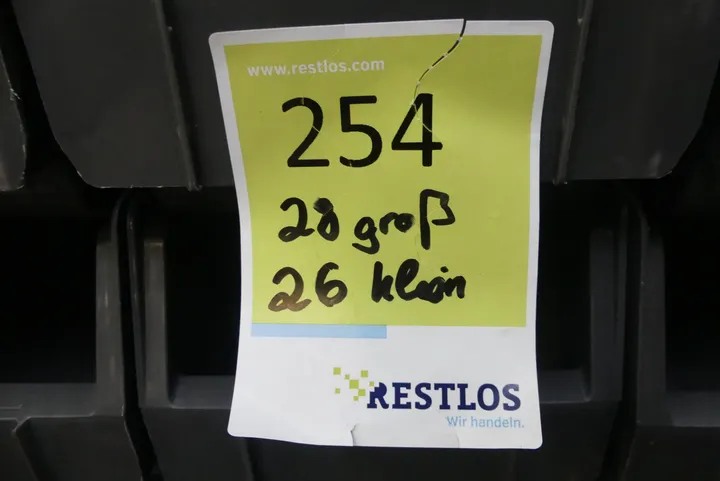 www.restlos.com
254
28 groß
26 klein
RESTLOS
Wir handeln.